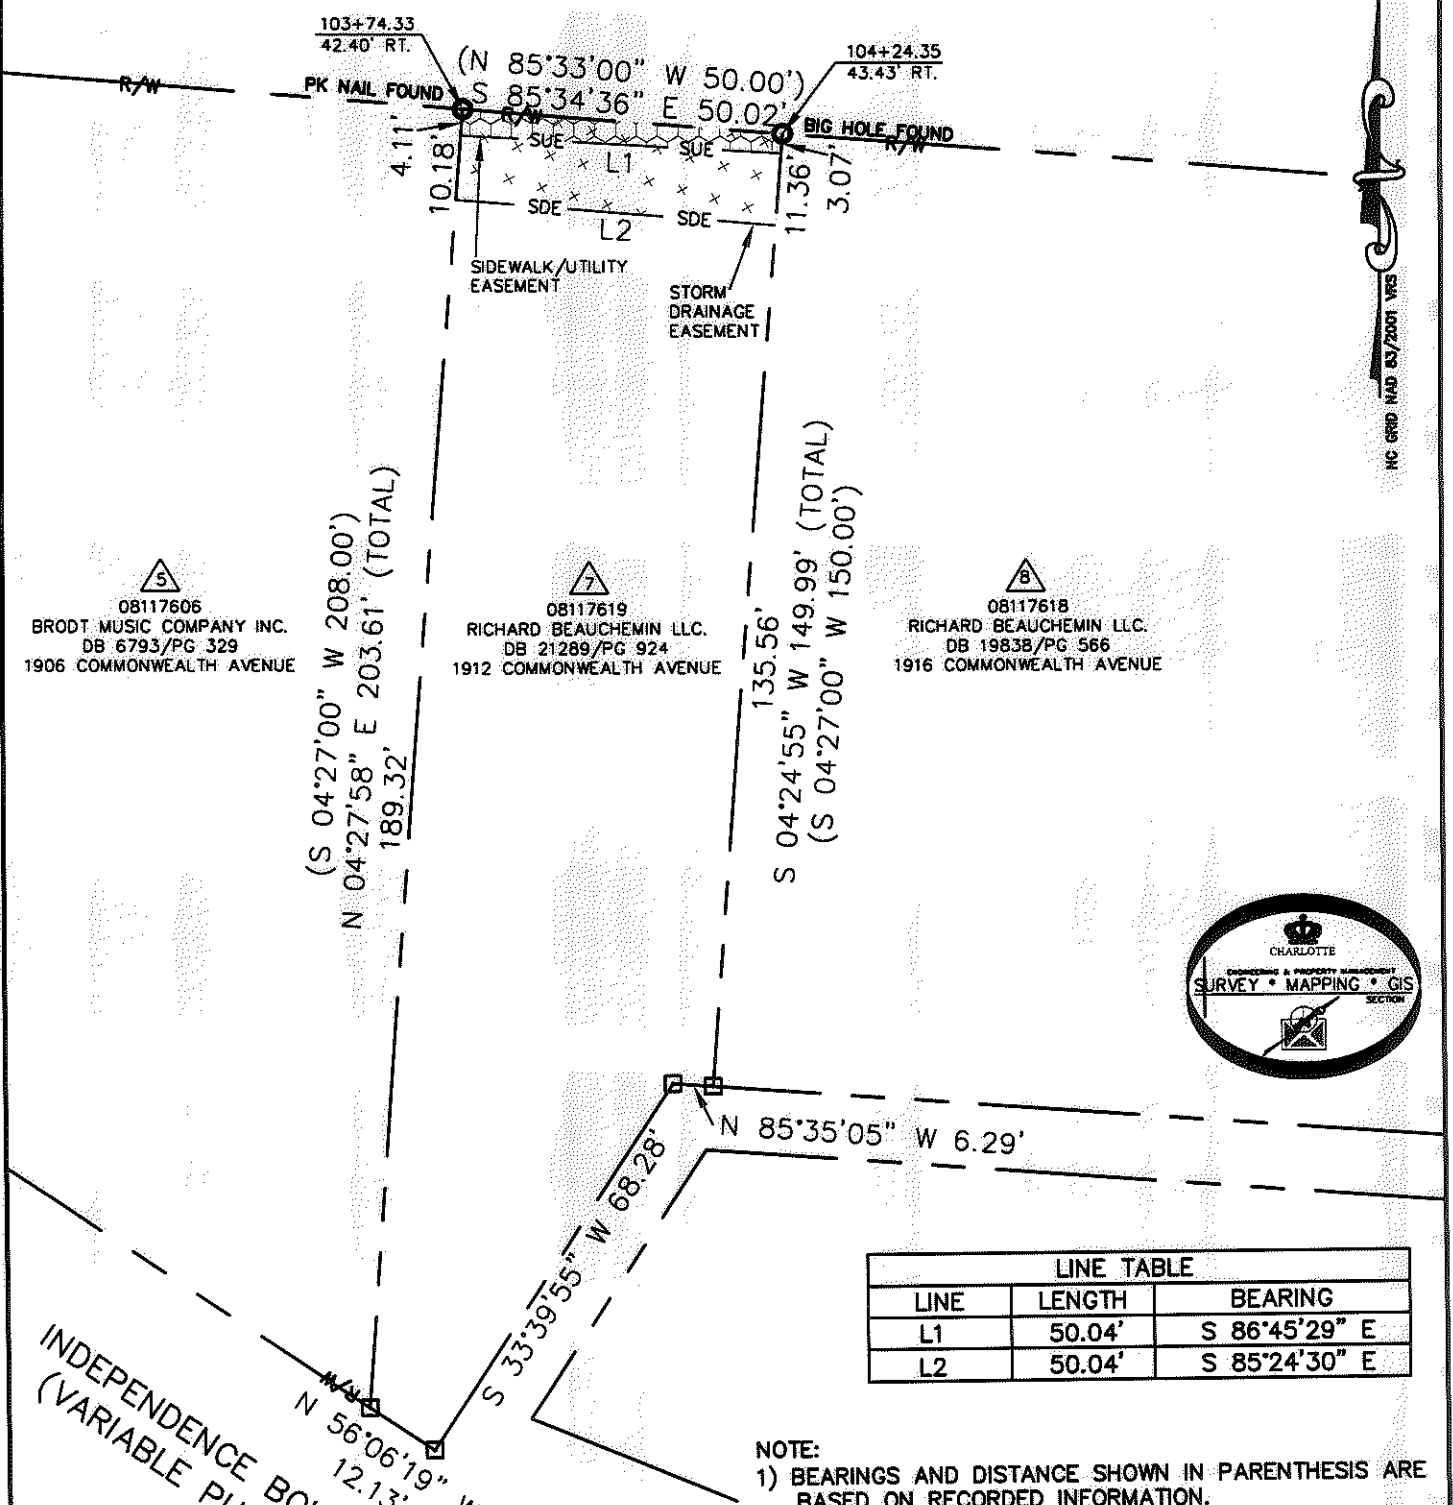 103+74.33
42.40' RT.
(N 85°33'00" W 50.00')
S 85°34'36" E 50.02'
104+24.35
43.43' RT.
R/W
PK NAIL FOUND
R/W
BIG HOLE FOUND
R/W
4.11'
10.18'
SUE
SUE
L1
11.36'
3.07'
SDE
SDE
L2
SIDEWALK/UTILITY
EASEMENT
STORM
DRAINAGE
EASEMENT
NC GRID NAD 83/2001 VRS
(S 04°27'00" W 208.00')
N 04°27'58" E 203.61' (TOTAL)
189.32'
135.56'
S 04°24'55" W 149.99' (TOTAL)
(S 04°27'00" W 150.00')
5
08117606
BRODT MUSIC COMPANY INC.
DB 6793/PG 329
1906 COMMONWEALTH AVENUE
7
08117619
RICHARD BEAUCHEMIN LLC.
DB 21289/PG 924
1912 COMMONWEALTH AVENUE
8
08117618
RICHARD BEAUCHEMIN LLC.
DB 19838/PG 566
1916 COMMONWEALTH AVENUE
CHARLOTTE
ENGINEERING & PROPERTY MANAGEMENT
SURVEY * MAPPING * GIS
SECTION
N 85°35'05" W 6.29'
S 33°39'55" W 68.28'
LINE TABLE
LINE LENGTH BEARING
L1 50.04' S 86°45'29" E
L2 50.04' S 85°24'30" E
R/W
N 56°06'19" W
12.13'
INDEPENDENCE
(VARIABLE
NOTE:
1) BEARINGS AND DISTANCE SHOWN IN PARENTHESIS ARE
BASED ON RECORDED INFORMATION.